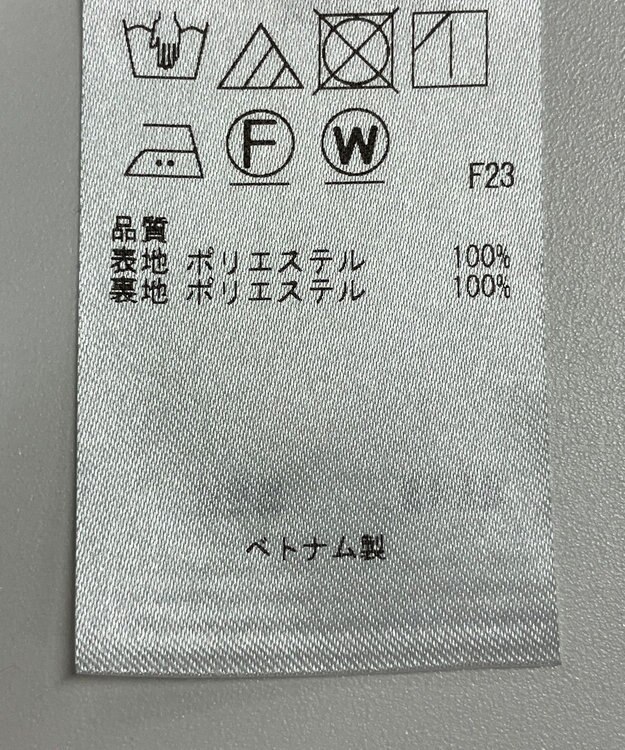 F W
F23
品質
表地 ポリエステル 100%
裏地 ポリエステル 100%
ベトナム製